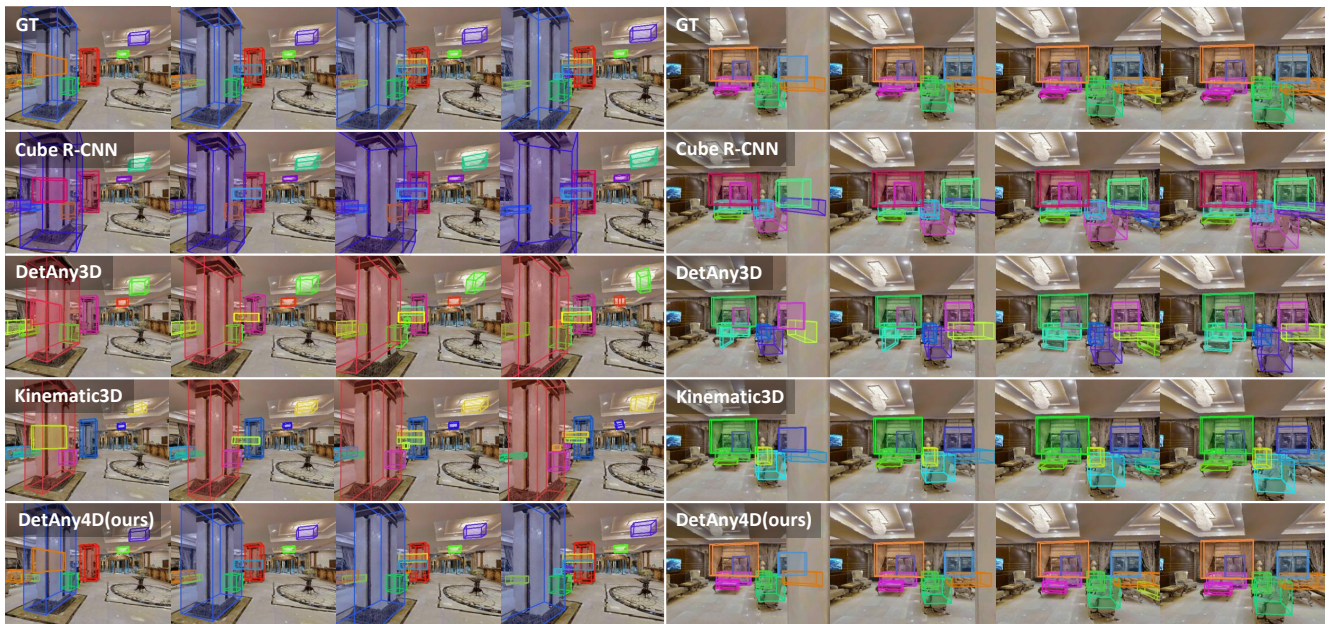 GT
GT
Cube R-CNN
Cube R-CNN
DetAny3D
DetAny3D
Kinematic3D
Kinematic3D
DetAny4D(ours)
DetAny4D(ours)